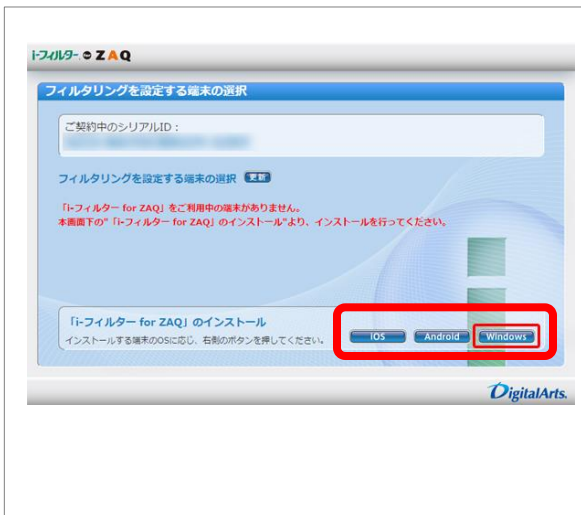 i-フィルター ZAQ
フィルタリングを設定する端末の選択
ご契約中のシリアルID：
フィルタリングを設定する端末の選択 更新
「i-フィルター for ZAQ」をご利用中の端末がありません。
本画面下の"「i-フィルター for ZAQ」のインストール"より、インストールを行ってください。
「i-フィルター for ZAQ」のインストール
インストールする端末のOSに応じ、右側のボタンを押してください。
iOS Android Windows
DigitalArts.